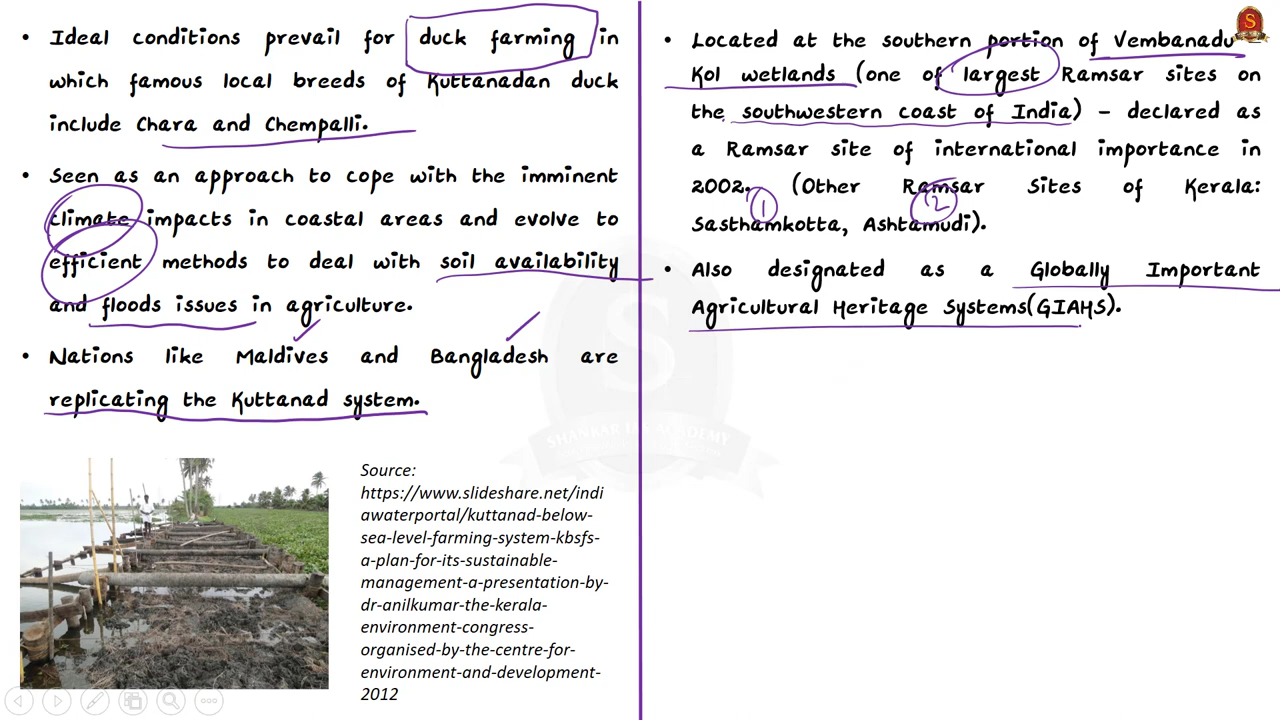 • Ideal conditions prevail for duck farming in
which famous local breeds of Kuttanadan duck
include Chara and Chempalli.
• Seen as an approach to cope with the imminent
climate impacts in coastal areas and evolve to
efficient methods to deal with soil availability
and floods issues in agriculture.
• Nations like Maldives and Bangladesh are
replicating the Kuttanad system.
Source:
https://www.slideshare.net/indi
awaterportal/kuttanad-below-
sea-level-farming-system-kbsfs-
a-plan-for-its-sustainable-
management-a-presentation-by-
dr-anilkumar-the-kerala-
environment-congress-
organised-by-the-centre-for-
environment-and-development-
2012
• Located at the southern portion of Vembanadu
Kol wetlands (one of largest Ramsar sites on
the southwestern coast of India) – declared as
a Ramsar site of international importance in
2002. (Other Ramsar Sites of Kerala:
1 2
Sasthamkotta, Ashtamudi).
• Also designated as a Globally Important
Agricultural Heritage Systems(GIAHS).
S
SHANKAR IAS ACADEMY
S